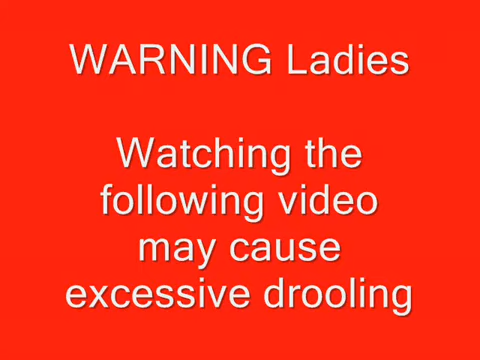 WARNING Ladies
Watching the
following video
may cause
excessive drooling